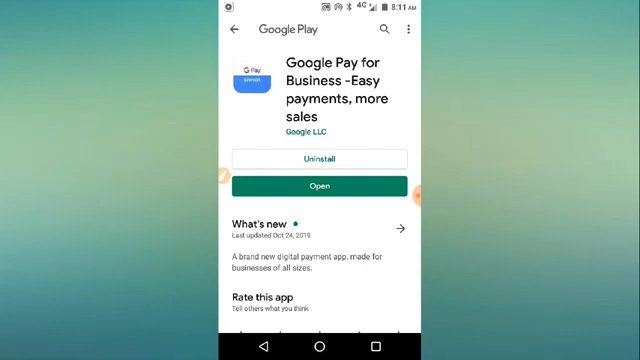 4G 8:11 AM
Google Play
G Pay
Google Pay for
Business -Easy
payments, more
sales
Google LLC
Uninstall
Open
What's new
Last updated Oct 24, 2019
A brand new digital payment app, made for
businesses of all sizes.
Rate this app
Tell others what you think